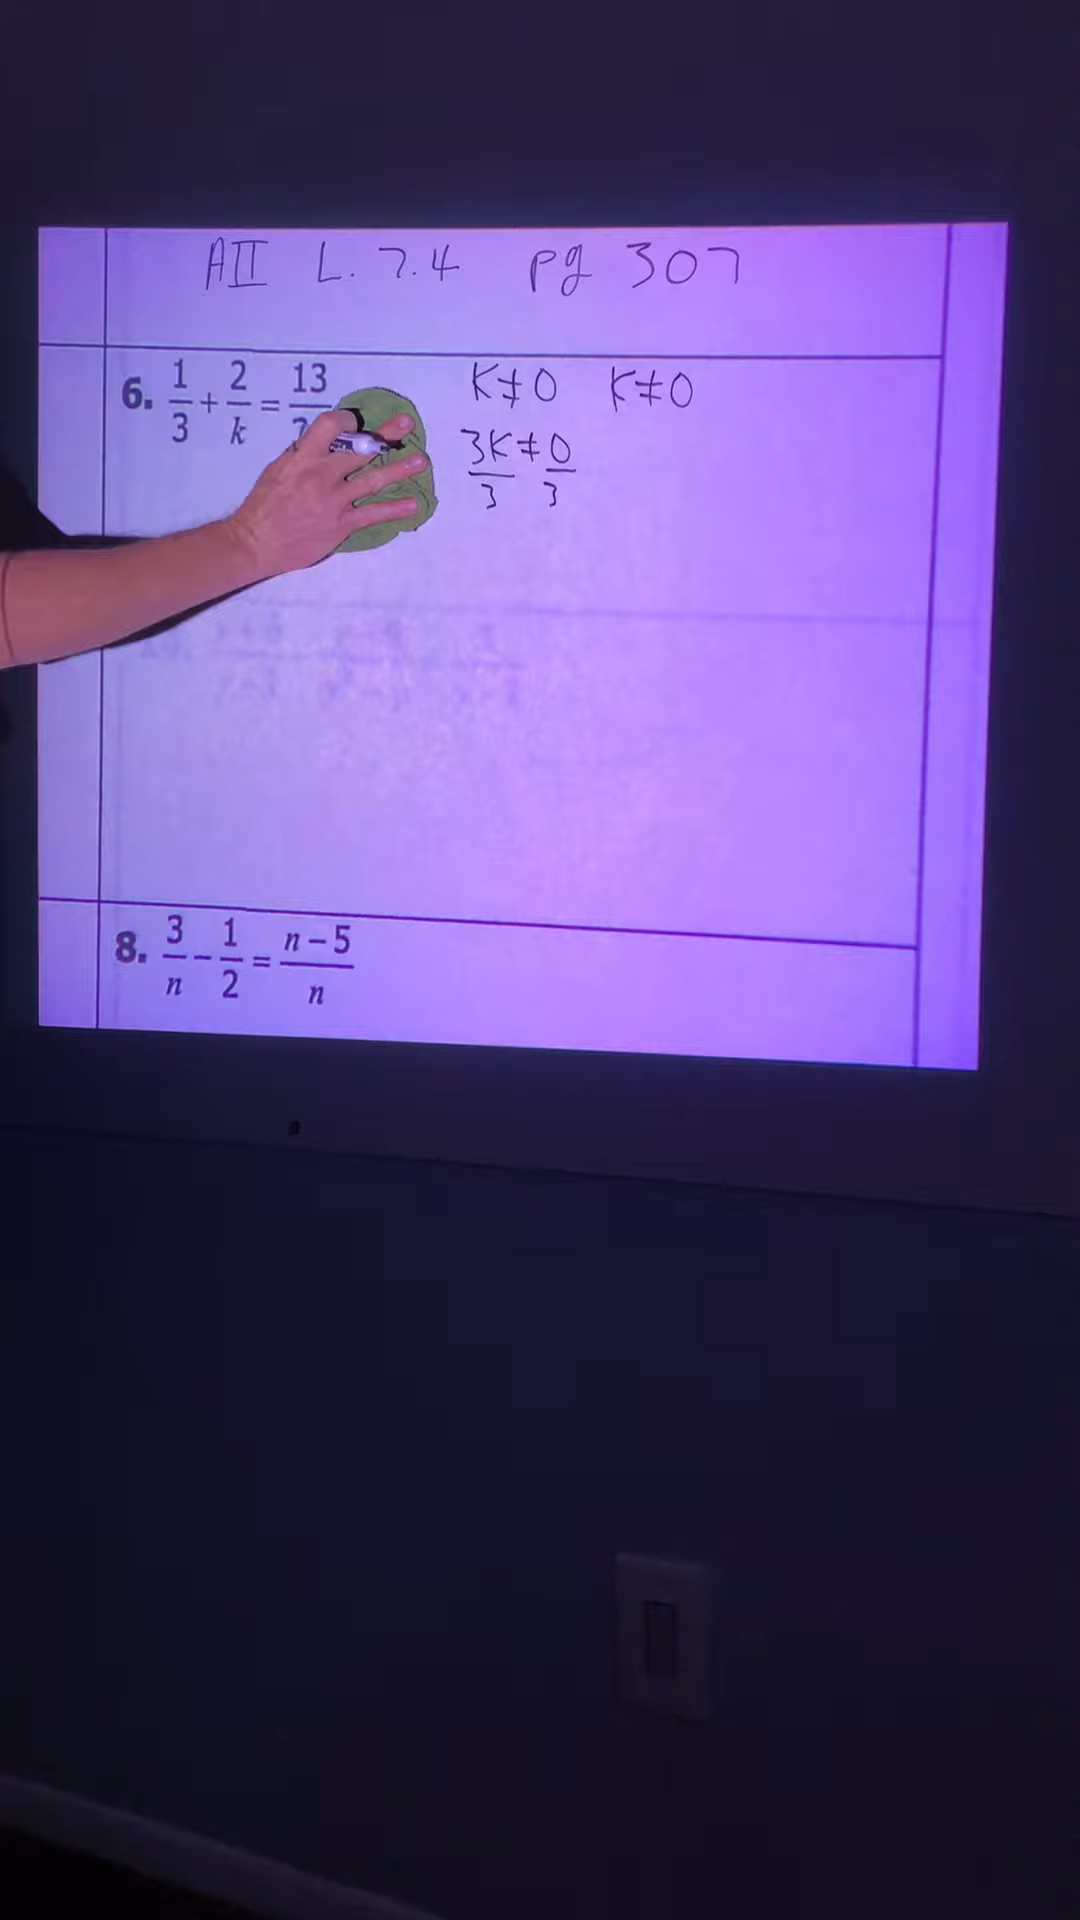 AII L. 7.4 pg 307
6. 1/3 + 2/k = 13/
K≠0 K≠0
3K≠0
3 3
8. 3/n - 1/2 = n-5/n